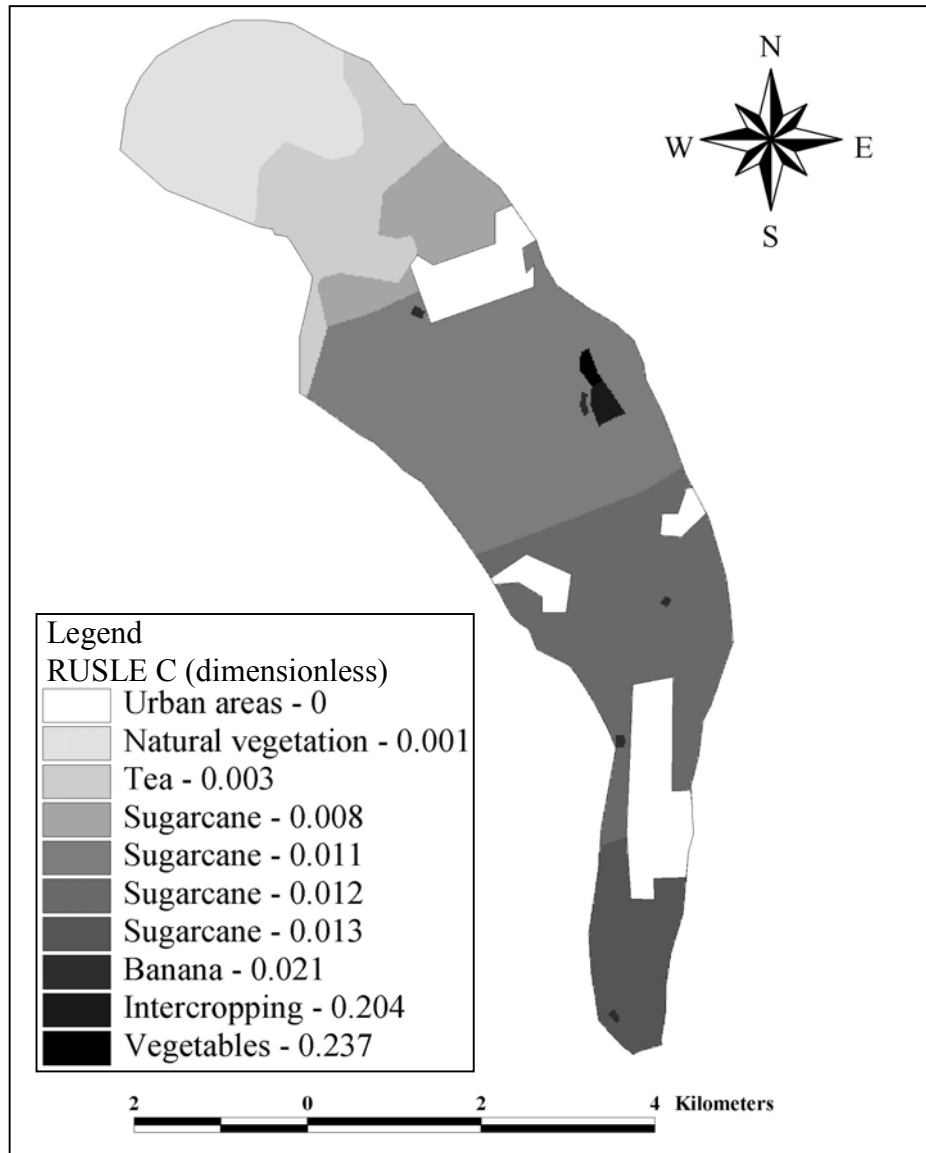 N
W E
S
Legend
RUSLE C (dimensionless)
Urban areas - 0
Natural vegetation - 0.001
Tea - 0.003
Sugarcane - 0.008
Sugarcane - 0.011
Sugarcane - 0.012
Sugarcane - 0.013
Banana - 0.021
Intercropping - 0.204
Vegetables - 0.237
2 0 2 4 Kilometers